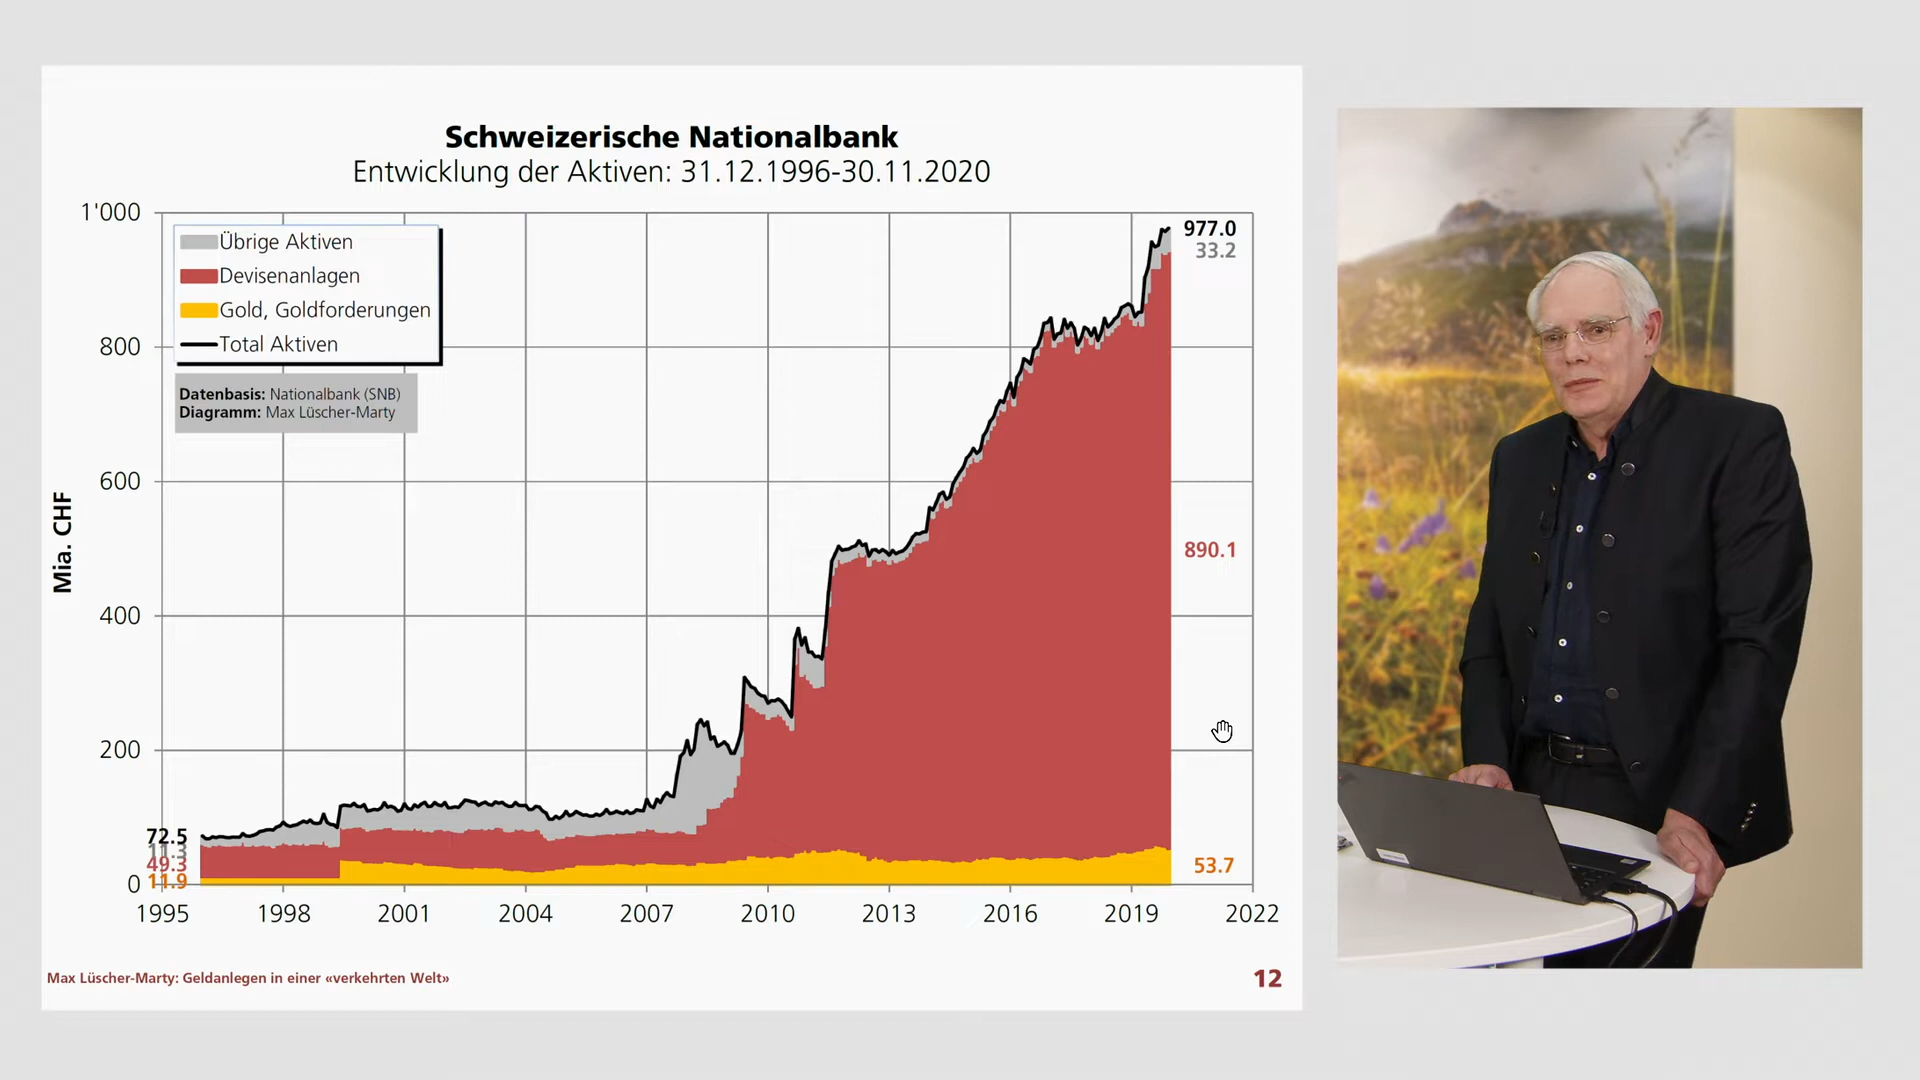 Schweizerische Nationalbank
Entwicklung der Aktiven: 31.12.1996-30.11.2020
1'000
800
600
400
200
0
Mia. CHF
Übrige Aktiven
Devisenanlagen
Gold, Goldforderungen
Total Aktiven
Datenbasis: Nationalbank (SNB)
Diagramm: Max Lüscher-Marty
977.0
33.2
890.1
53.7
72.5
11.3
49.3
11.9
1995 1998 2001 2004 2007 2010 2013 2016 2019 2022
Max Lüscher-Marty: Geldanlegen in einer «verkehrten Welt»
12